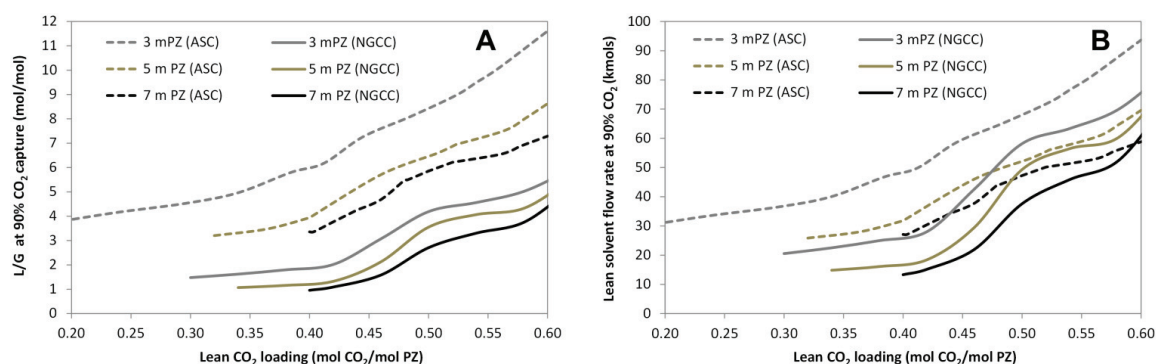 A
3 mPZ (ASC) 3 mPZ (NGCC)
5 m PZ (ASC) 5 m PZ (NGCC)
7 m PZ (ASC) 7 m PZ (NGCC)
L/G at 90% CO2 capture (mol/mol)
12
11
10
9
8
7
6
5
4
3
2
1
0
0.20 0.25 0.30 0.35 0.40 0.45 0.50 0.55 0.60
Lean CO2 loading (mol CO2/mol PZ)
B
3 mPZ (ASC) 3 mPZ (NGCC)
5 m PZ (ASC) 5 m PZ (NGCC)
7 m PZ (ASC) 7 m PZ (NGCC)
Lean solvent flow rate at 90% CO2 (kmols)
100
90
80
70
60
50
40
30
20
10
0
0.20 0.25 0.30 0.35 0.40 0.45 0.50 0.55 0.60
Lean CO2 loading (mol CO2/mol PZ)